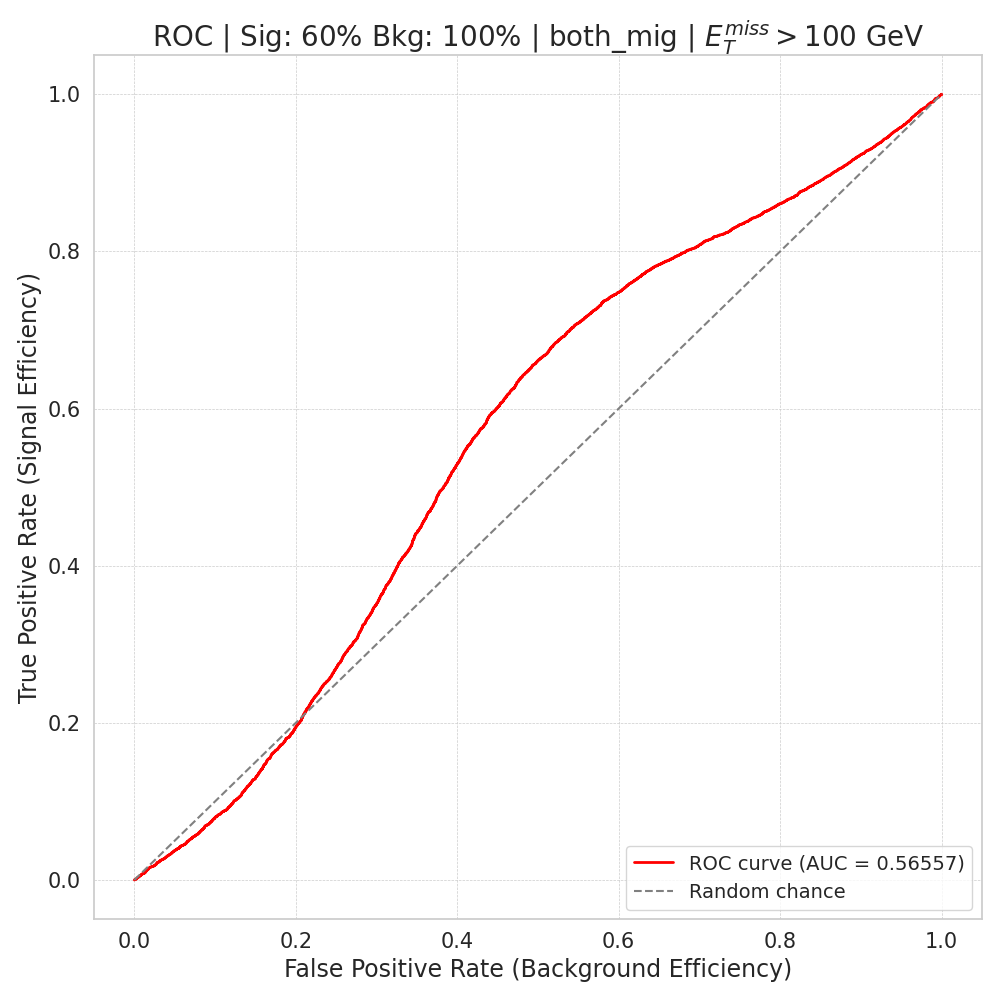 ROC | Sig: 60% Bkg: 100% | both_mig | $E_T^{miss} > 100$ GeV
True Positive Rate (Signal Efficiency)
1.0
0.8
0.6
0.4
0.2
0.0
ROC curve (AUC = 0.56557)
Random chance
0.0 0.2 0.4 0.6 0.8 1.0
False Positive Rate (Background Efficiency)